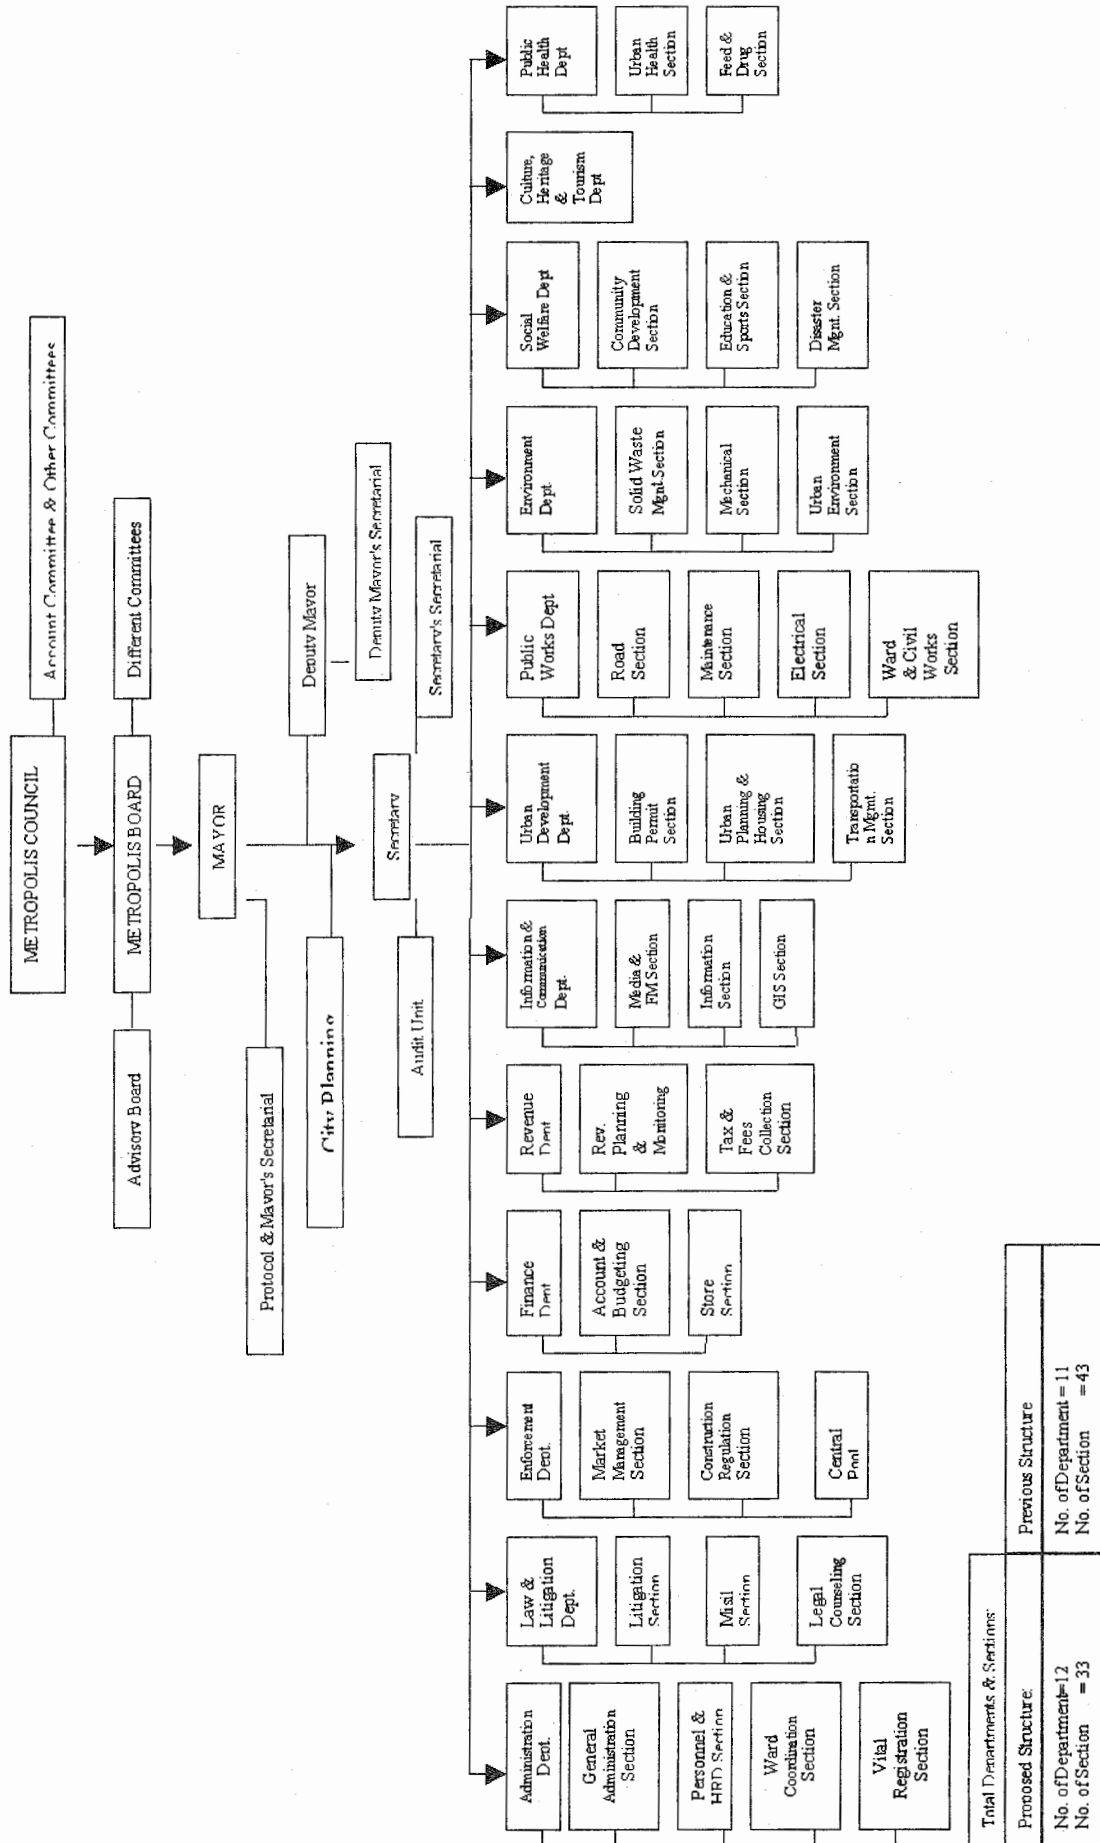 METROPOLIS COUNCIL
Account Committee & Other Committees
Advisory Board
METROPOLIS BOARD
Different Committees
MAYOR
Protocol & Mayor's Secretarial
Deputy Mayor
Deputy Mayor's Secretarial
City Planning
Secretary
Secretary's Secretarial
Audit Unit
Administration
Dept.
General
Administration
Section
Personnel &
HRD Section
Ward
Coordination
Section
Vital
Registration
Section
Law &
Litigation
Dept.
Litigation
Section
Misil
Section
Legal
Counseling
Section
Enforcement
Dept.
Market
Management
Section
Construction
Regulation
Section
Central
Pool
Finance
Dept
Account &
Budgeting
Section
Store
Section
Revenue
Dept
Rev.
Planning
&
Monitoring
Tax &
Fees
Collection
Section
Information &
Communication
Dept.
Media &
FM Section
Information
Section
GIS Section
Urban
Development
Dept.
Building
Permit
Section
Urban
Planning &
Housing
Section
Transportatio
n Mgmt.
Section
Public
Works Dept
Road
Section
Maintenance
Section
Electrical
Section
Ward
& Civil
Works
Section
Environment
Dept.
Solid Waste
Mgnt.Section
Mechanical
Section
Urban
Environment
Section
Social
Welfare Dept
Community
Development
Section
Education &
Sports Section
Disaster
Mgnt. Section
Culture,
Heritage
&
Tourism
Dept
Public
Health
Dept
Urban
Health
Section
Feed &
Drug
Section
Total Departments & Sections:
Proposed Structure:
Previous Structure
No. of Department=12
No. of Section = 33
No. of Department = 11
No. of Section = 43